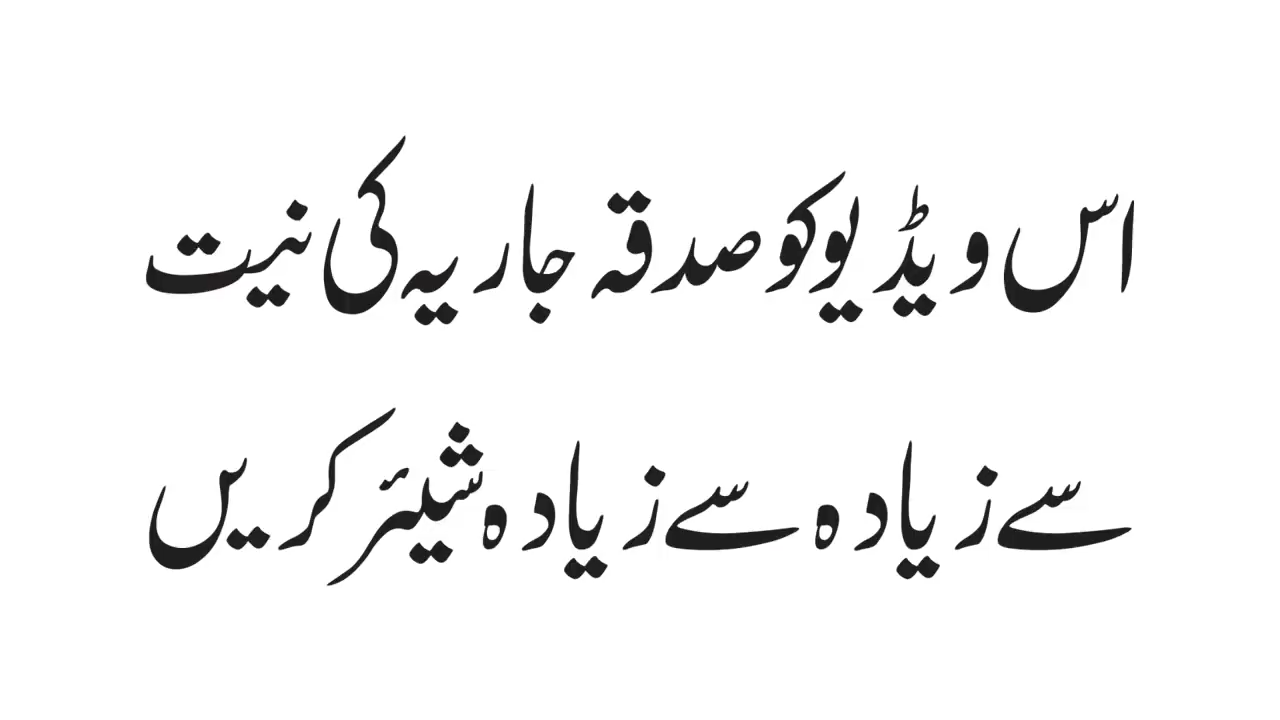 اس ویڈیو کو صدقہ جاریہ کی نیت
سے زیادہ سے زیادہ شیئر کریں